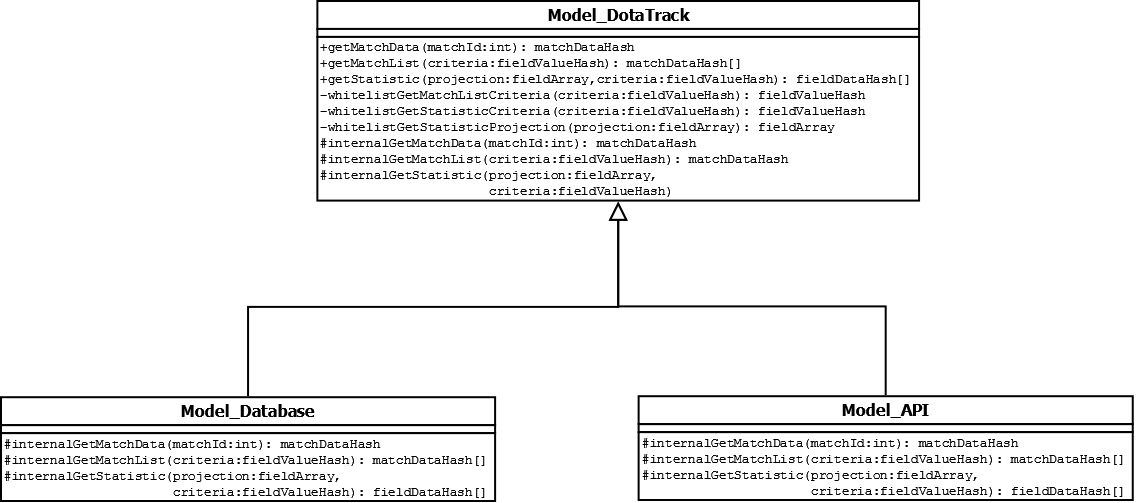 Model_DotaTrack
+getMatchData(matchId:int): matchDataHash
+getMatchList(criteria:fieldValueHash): matchDataHash[]
+getStatistic(projection:fieldArray,criteria:fieldValueHash): fieldDataHash[]
-whitelistGetMatchListCriteria(criteria:fieldValueHash): fieldValueHash
-whitelistGetStatisticCriteria(criteria:fieldValueHash): fieldValueHash
-whitelistGetStatisticProjection(projection:fieldArray): fieldArray
#internalGetMatchData(matchId:int): matchDataHash
#internalGetMatchList(criteria:fieldValueHash): matchDataHash
#internalGetStatistic(projection:fieldArray,
criteria:fieldValueHash)
Model_Database
#internalGetMatchData(matchId:int): matchDataHash
#internalGetMatchList(criteria:fieldValueHash): matchDataHash[]
#internalGetStatistic(projection:fieldArray,
criteria:fieldValueHash): fieldDataHash[]
Model_API
#internalGetMatchData(matchId:int): matchDataHash
#internalGetMatchList(criteria:fieldValueHash): matchDataHash[]
#internalGetStatistic(projection:fieldArray,
criteria:fieldValueHash): fieldDataHash[]